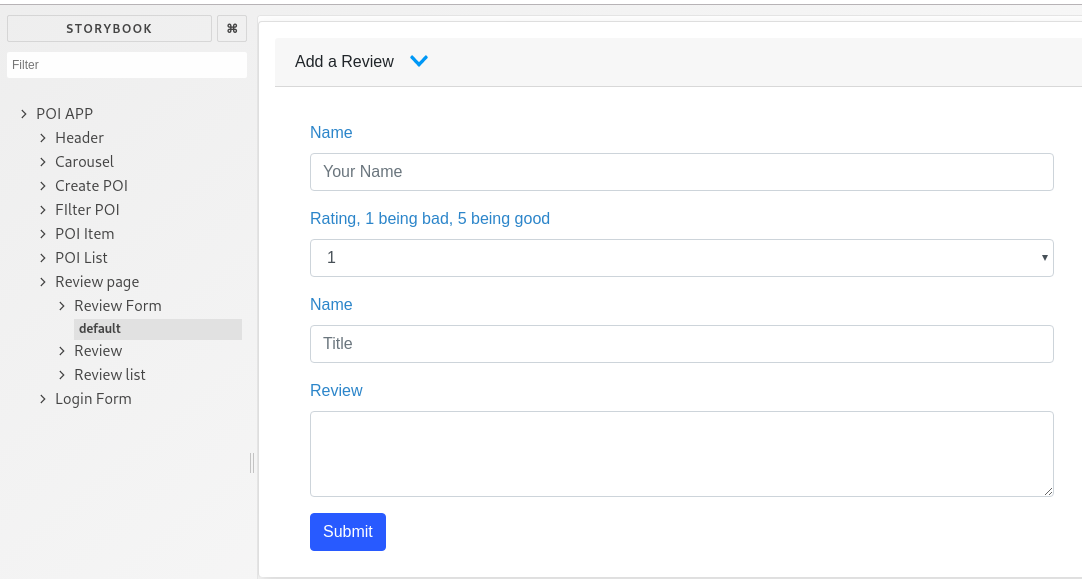 STORYBOOK
⌘
Filter
POI APP
Header
Carousel
Create POI
FIlter POI
POI Item
POI List
Review page
Review Form
default
Review
Review list
Login Form
Add a Review
Name
Your Name
Rating, 1 being bad, 5 being good
1
Name
Title
Review
Submit